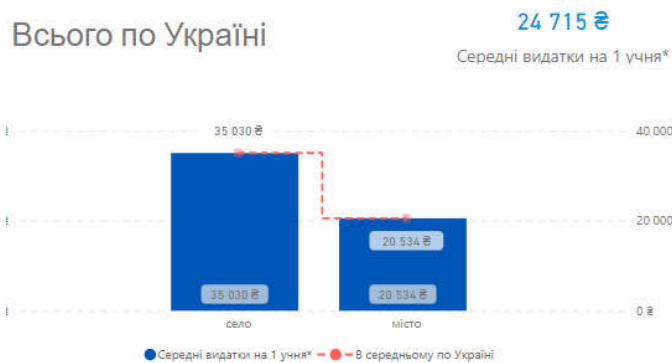 Всього по Україні
24 715 ₴
Середні видатки на 1 учня*
35 030 ₴
40 000
20 534 ₴
20 000
35 030 ₴
20 534 ₴
0 ₴
село
місто
Середні видатки на 1 учня*
В середньому по Україні